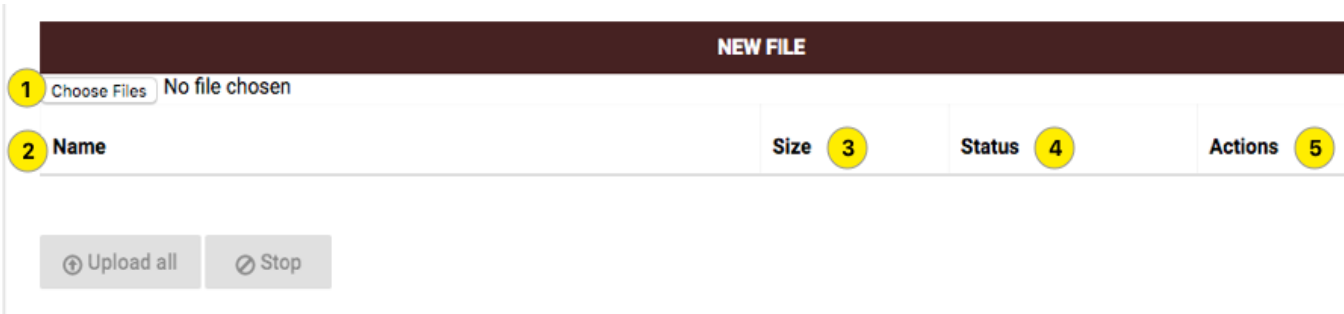 NEW FILE
1 Choose Files No file chosen
2 Name Size 3 Status 4 Actions 5
Upload all Stop